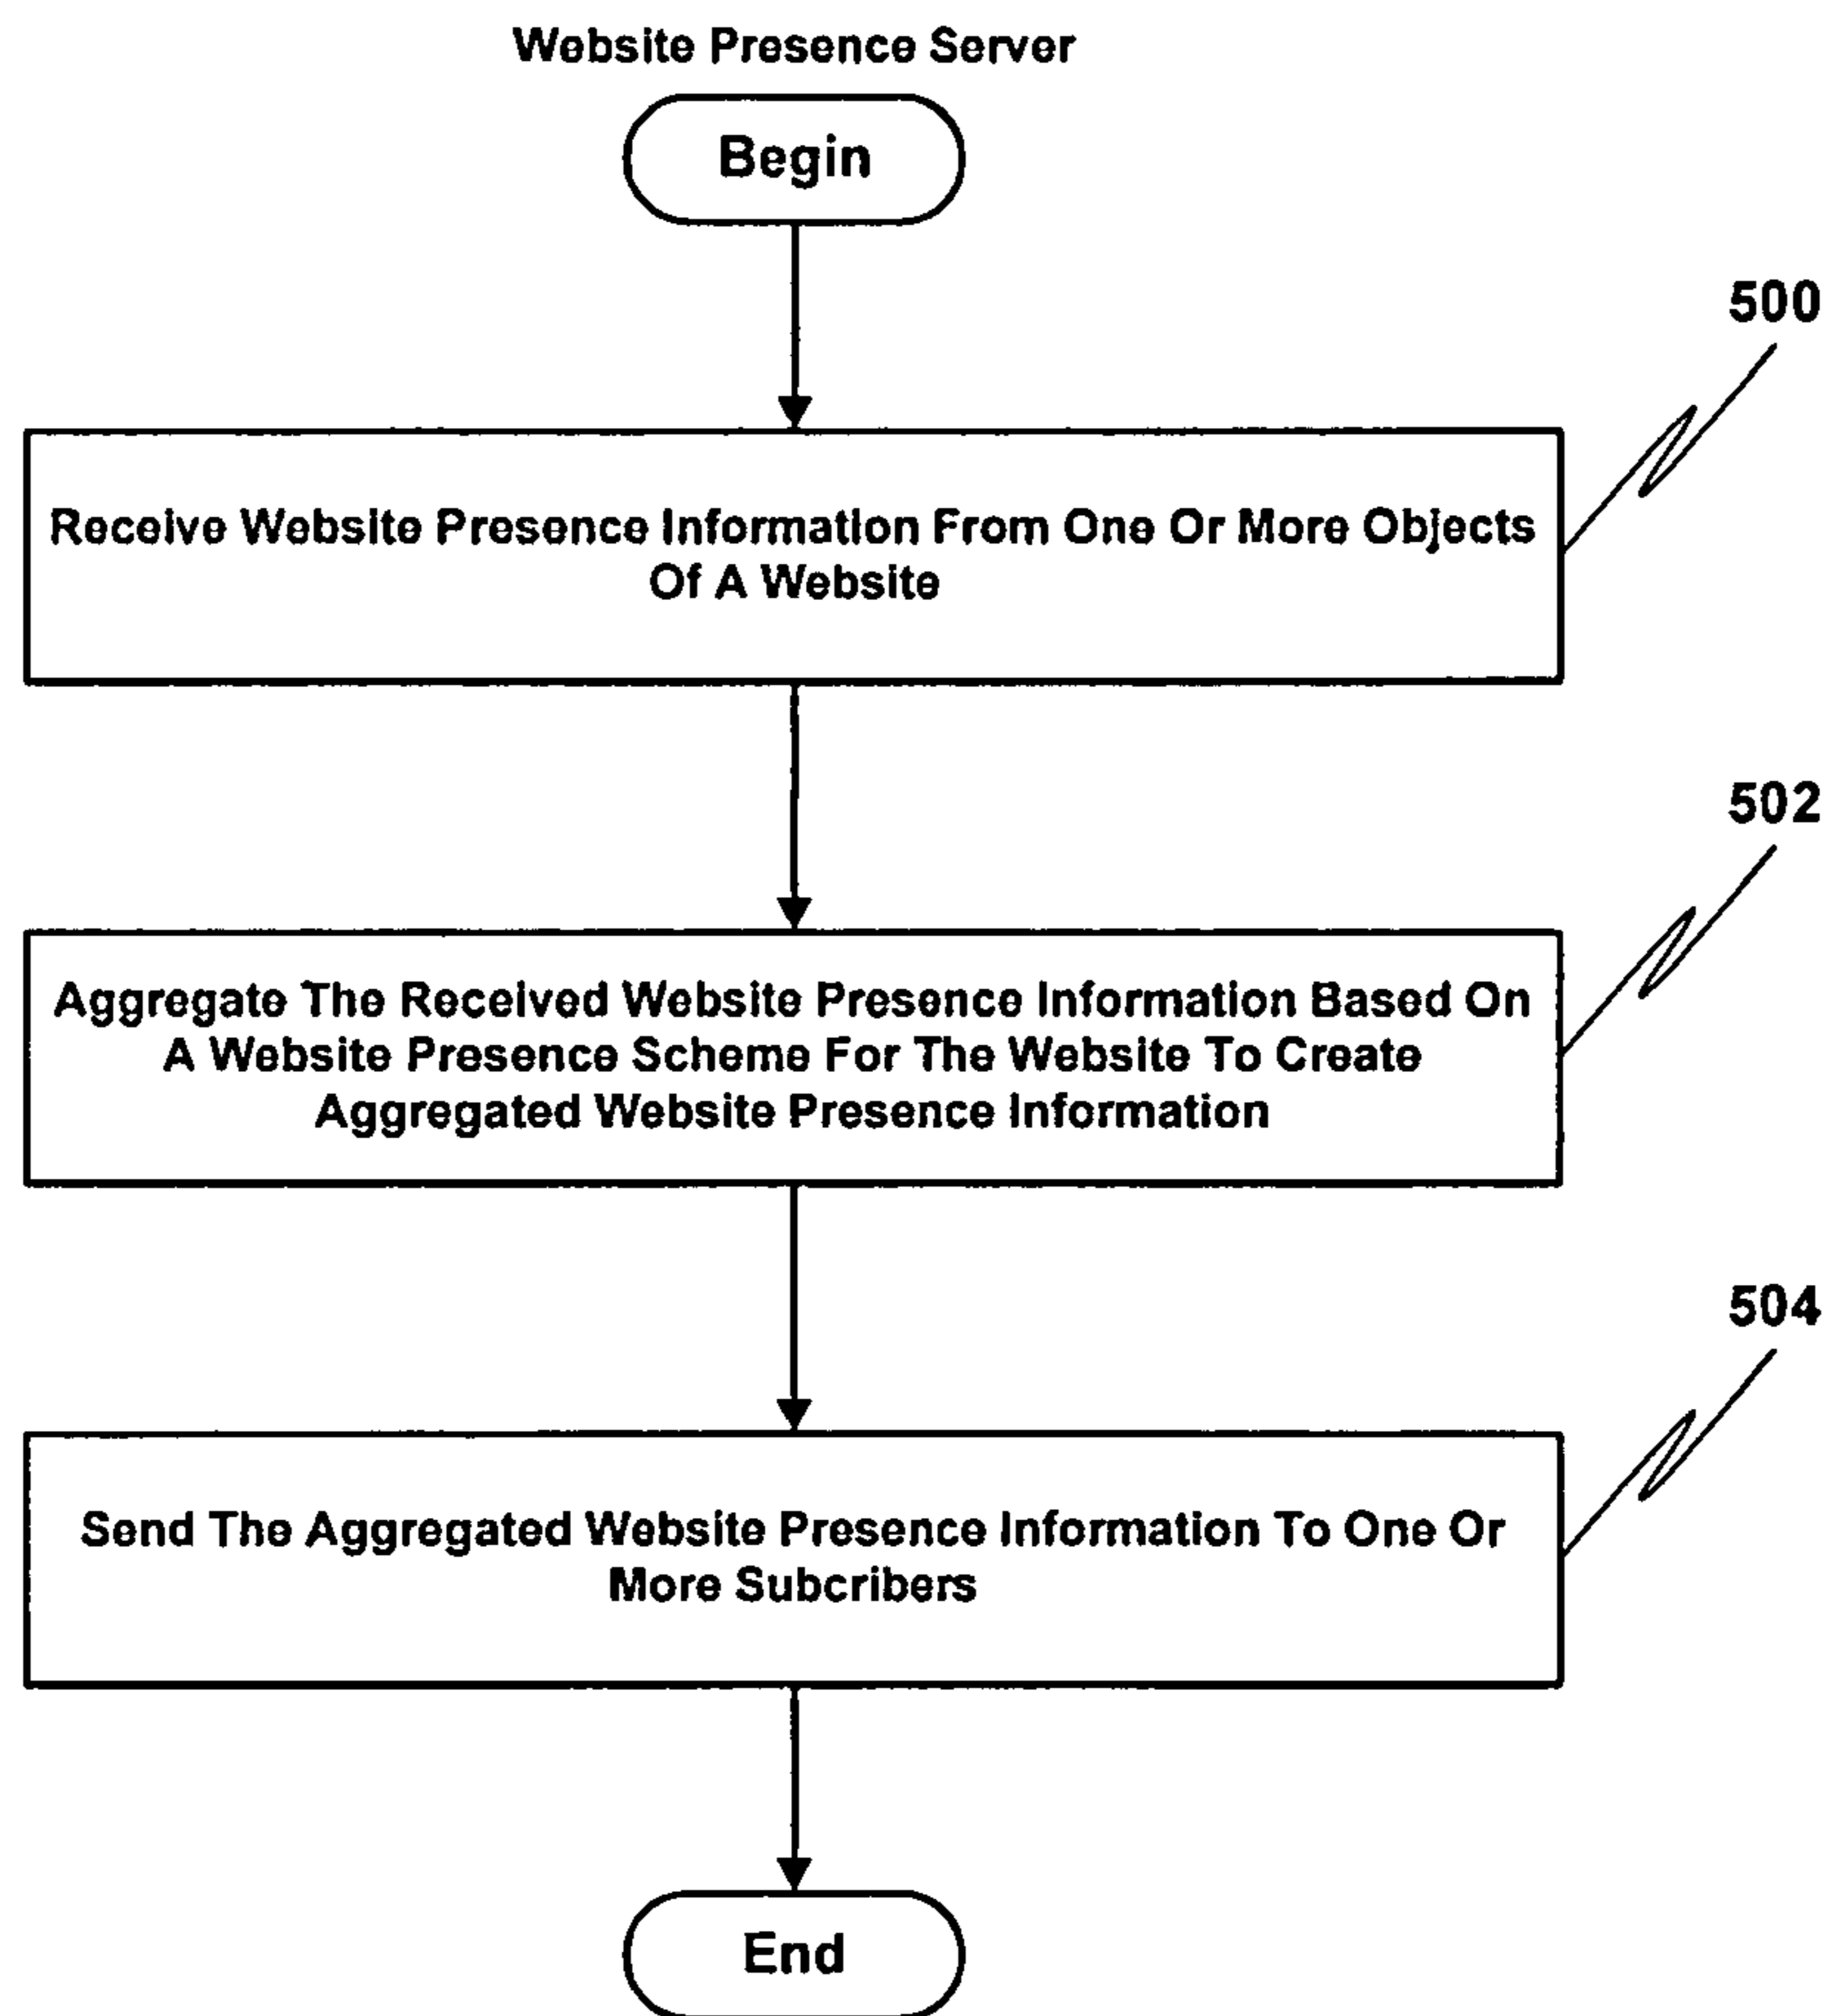 Website Presence Server
Begin
500
Receive Website Presence Information From One Or More Objects
Of A Website
502
Aggregate The Received Website Presence Information Based On
A Website Presence Scheme For The Website To Create
Aggregated Website Presence Information
504
Send The Aggregated Website Presence Information To One Or
More Subcribers
End